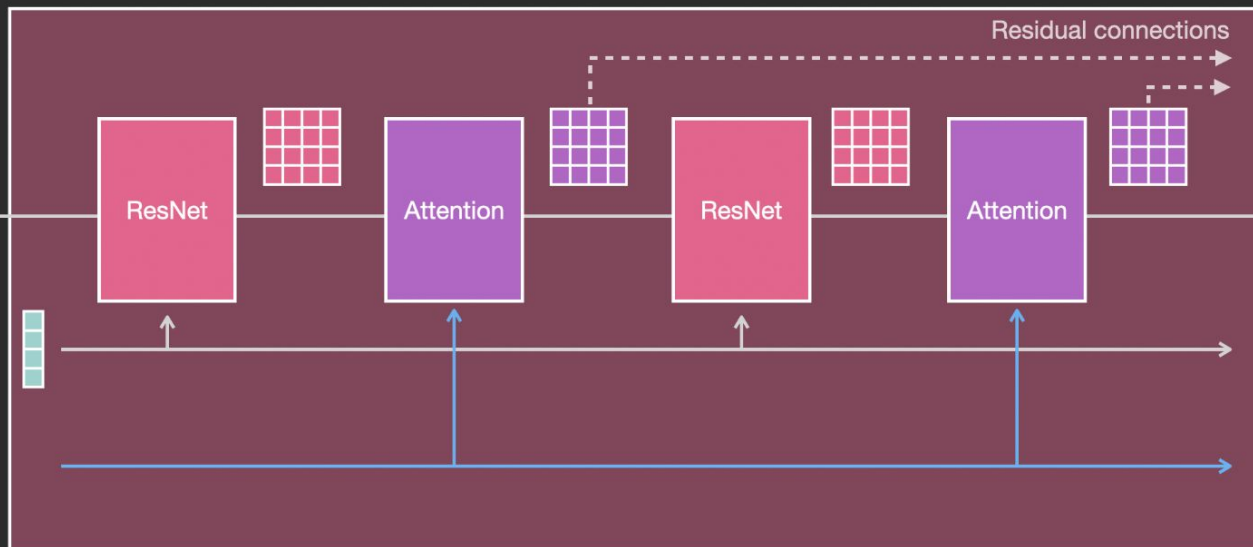 Residual connections
ResNet
Attention
ResNet
Attention